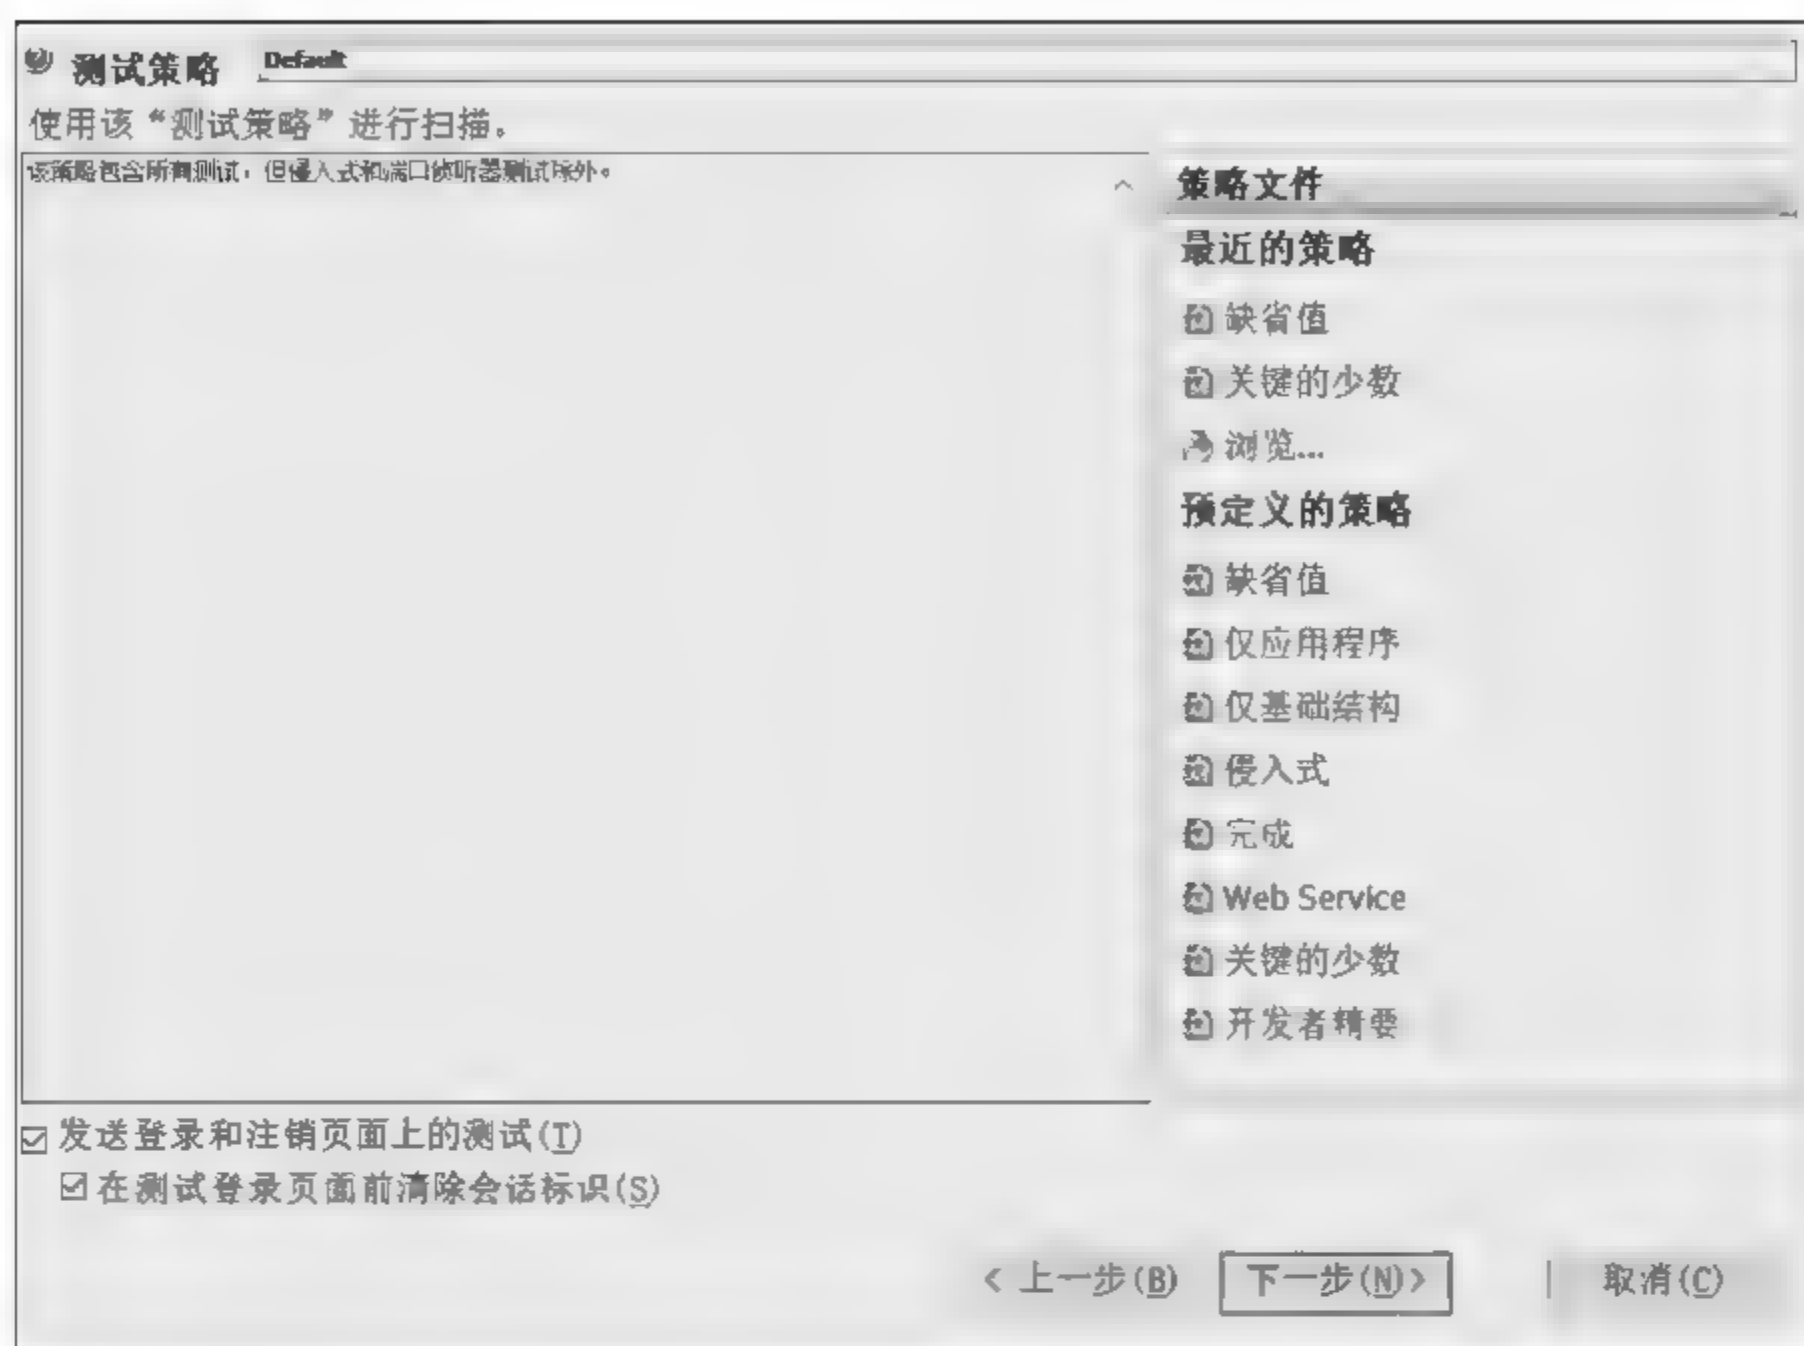 测试策略 Default
使用该“测试策略”进行扫描。
该策略包含所有测试，但侵入式和端口侦听器测试除外。
策略文件
最近的策略
缺省值
关键的少数
浏览...
预定义的策略
缺省值
仅应用程序
仅基础结构
侵入式
完成
Web Service
关键的少数
开发者精要
发送登录和注销页面上的测试(T)
在测试登录页面前清除会话标识(S)
< 上一步(B) 下一步(N)> 取消(C)